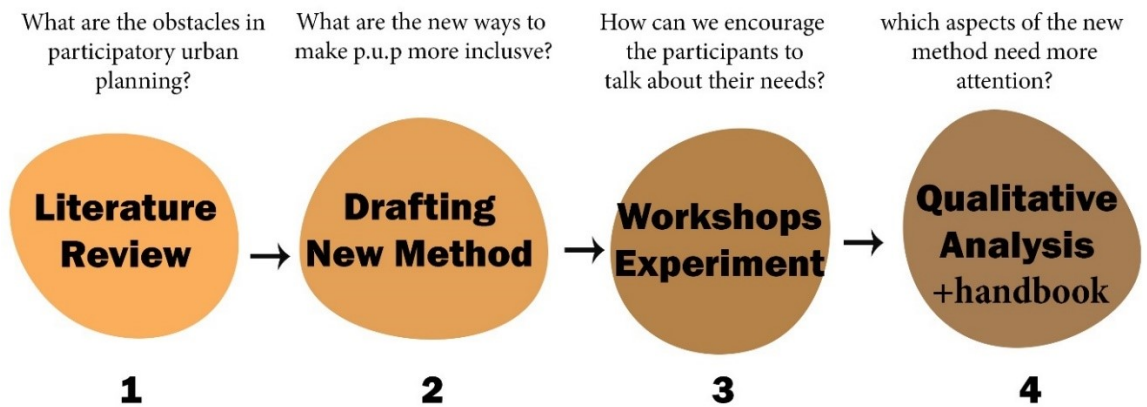 What are the obstacles in
participatory urban
planning?
What are the new ways to
make p.u.p more inclusve?
How can we encourage
the participants to
talk about their needs?
which aspects of the new
method need more
attention?
Literature
Review
Drafting
New Method
Workshops
Experiment
Qualitative
Analysis
+handbook
1
2
3
4